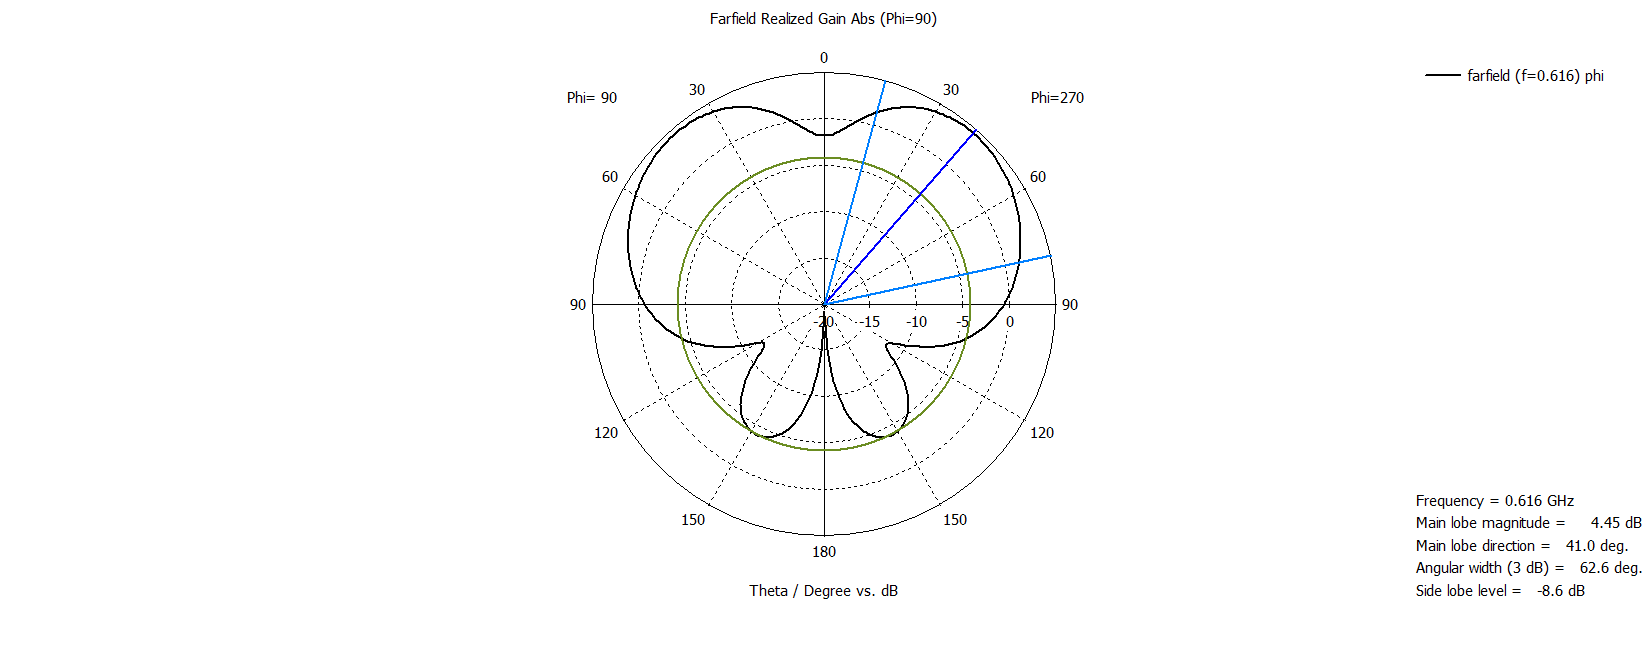 Farfield Realized Gain Abs (Phi=90)
0
farfield (f=0.616) phi
30
30
Phi= 90
Phi=270
60
60
90
90
-20
-15
-10
-5
0
120
120
150
150
180
Frequency = 0.616 GHz
Main lobe magnitude = 4.45 dB
Main lobe direction = 41.0 deg.
Angular width (3 dB) = 62.6 deg.
Side lobe level = -8.6 dB
Theta / Degree vs. dB